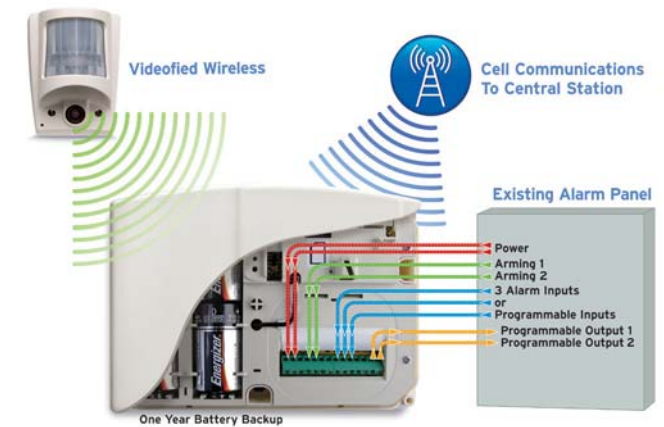 Videofied Wireless
Cell Communications
To Central Station
Existing Alarm Panel
Power
Arming 1
Arming 2
3 Alarm Inputs
or
Programmable Inputs
Programmable Output 1
Programmable Output 2
Energizer
Energizer
One Year Battery Backup